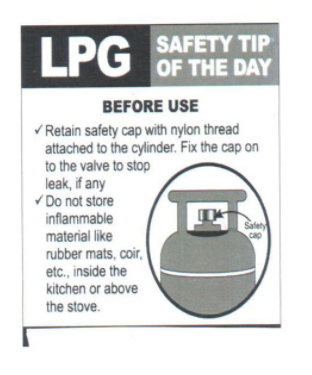 LPG SAFETY TIP
OF THE DAY
BEFORE USE
✓ Retain safety cap with nylon thread
attached to the cylinder. Fix the cap on
to the valve to stop
leak, if any
✓ Do not store
inflammable
material like
rubber mats, coir,
etc., inside the
kitchen or above
the stove.
Safety
cap